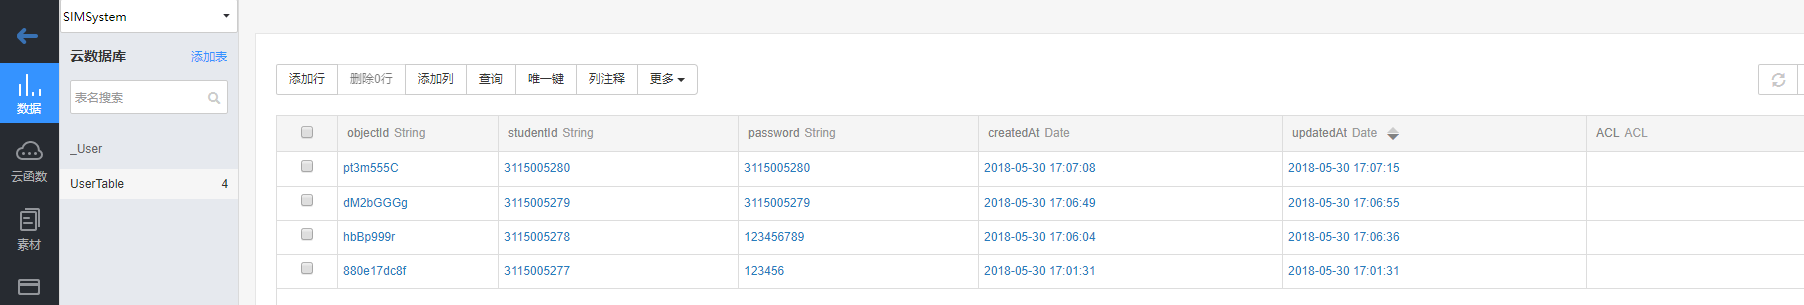 SIMSystem
云数据库 添加表
表名搜索
_User
UserTable 4
数据
云函数
素材
添加行 删除0行 添加列 查询 唯一键 列注释 更多
objectId String studentId String password String createdAt Date updatedAt Date ACL ACL
pt3m555C 3115005280 3115005280 2018-05-30 17:07:08 2018-05-30 17:07:15
dM2bGGGg 3115005279 3115005279 2018-05-30 17:06:49 2018-05-30 17:06:55
hbBp999r 3115005278 123456789 2018-05-30 17:06:04 2018-05-30 17:06:36
880e17dc8f 3115005277 123456 2018-05-30 17:01:31 2018-05-30 17:01:31